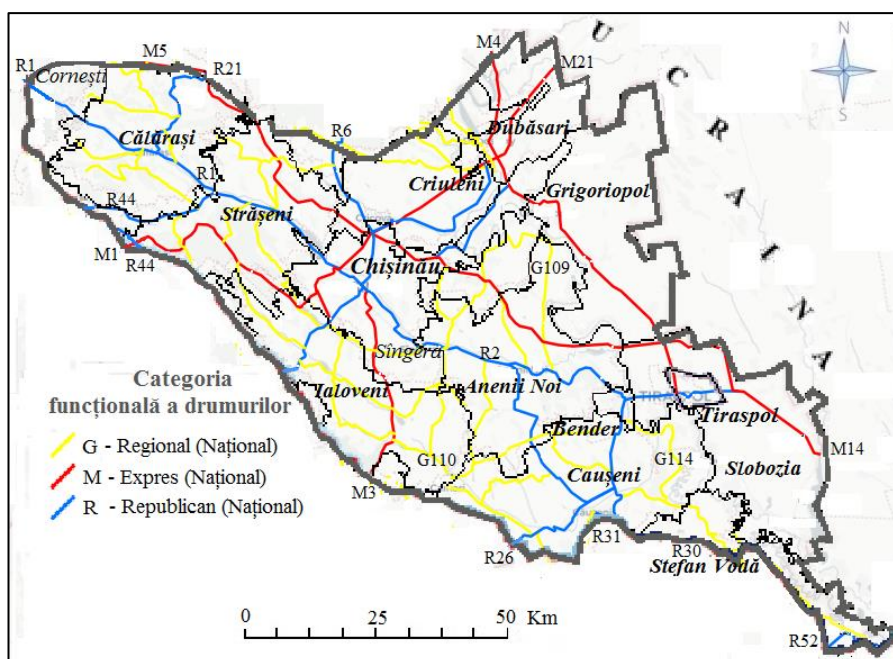 M5
M4
N
R1
Cornești
R21
M21
U
C
R
A
I
N
A
S
R6
Dubăsari
Călărași
Criuleni
Grigoriopol
R1
R44
Strășeni
M1
R44
Chișinău
G109
Sîngera
R2
Categoria
funcțională a drumurilor
Ialoveni
Anenii Noi
Tiraspol
Bender
G - Regional (Național)
M - Expres (Național)
R - Republican (Național)
G110
G114
M14
Causeni
Slobozia
M3
R26
R31
R30
Stefan Vodă
R52
0 25 50 Km